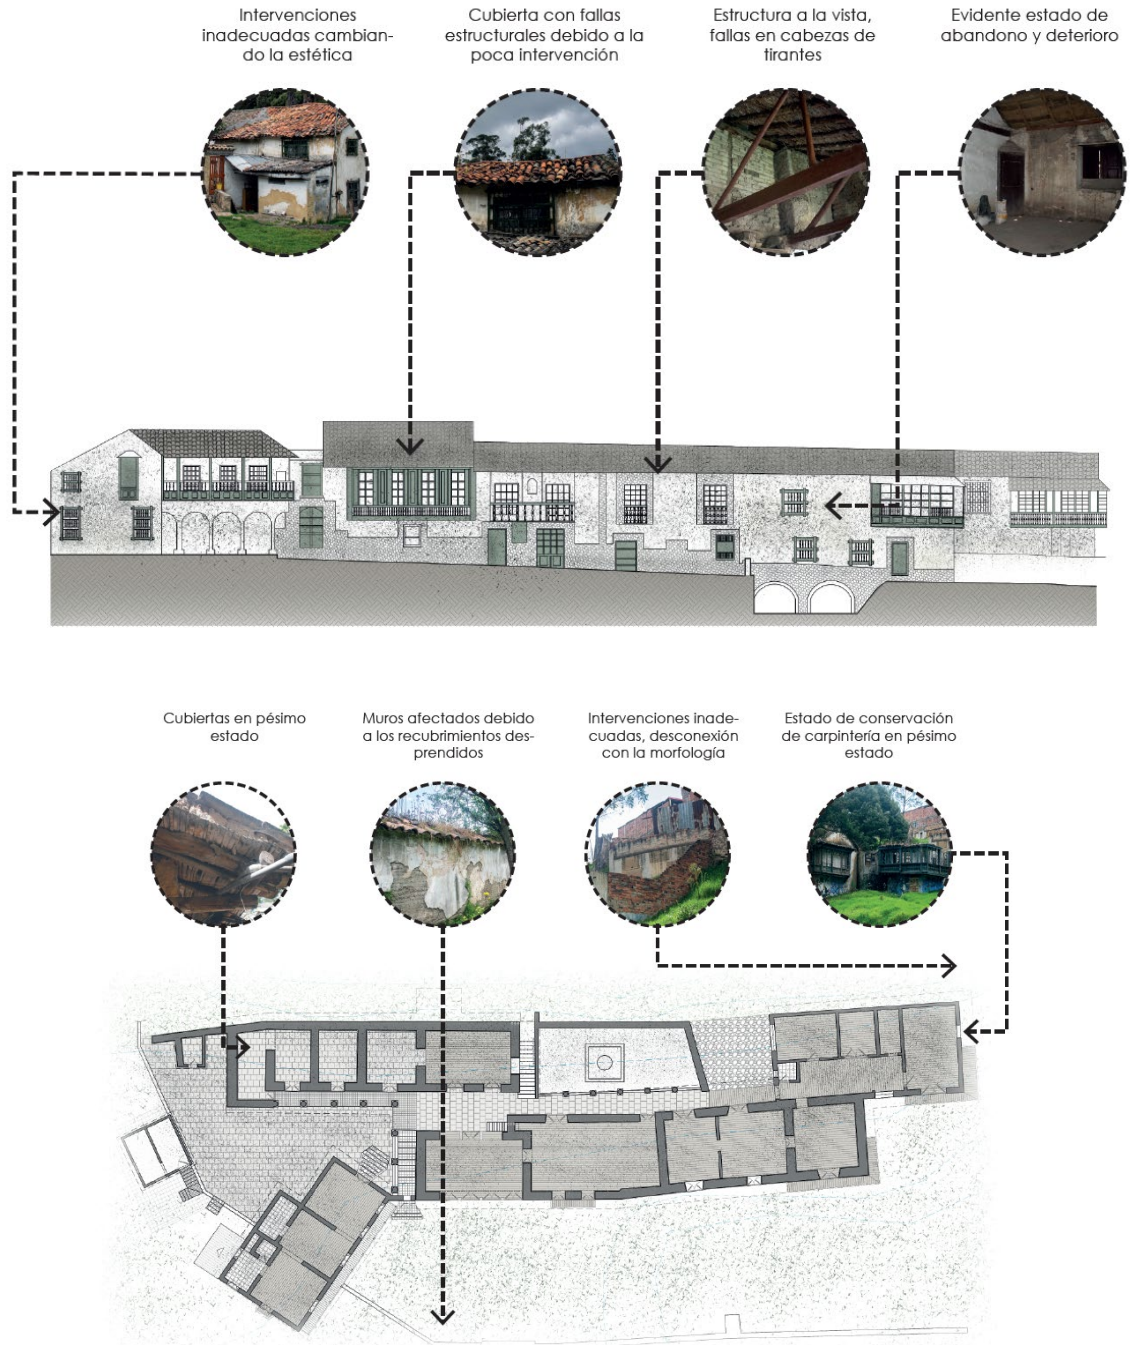 Intervenciones
inadecuadas cambian-
do la estética
Cubierta con fallas
estructurales debido a la
poca intervención
Estructura a la vista,
fallas en cabezas de
tirantes
Evidente estado de
abandono y deterioro
Cubiertas en pésimo
estado
Muros afectados debido
a los recubrimientos des-
prendidos
Intervenciones inade-
cuadas, desconexión
con la morfología
Estado de conservación
de carpintería en pésimo
estado